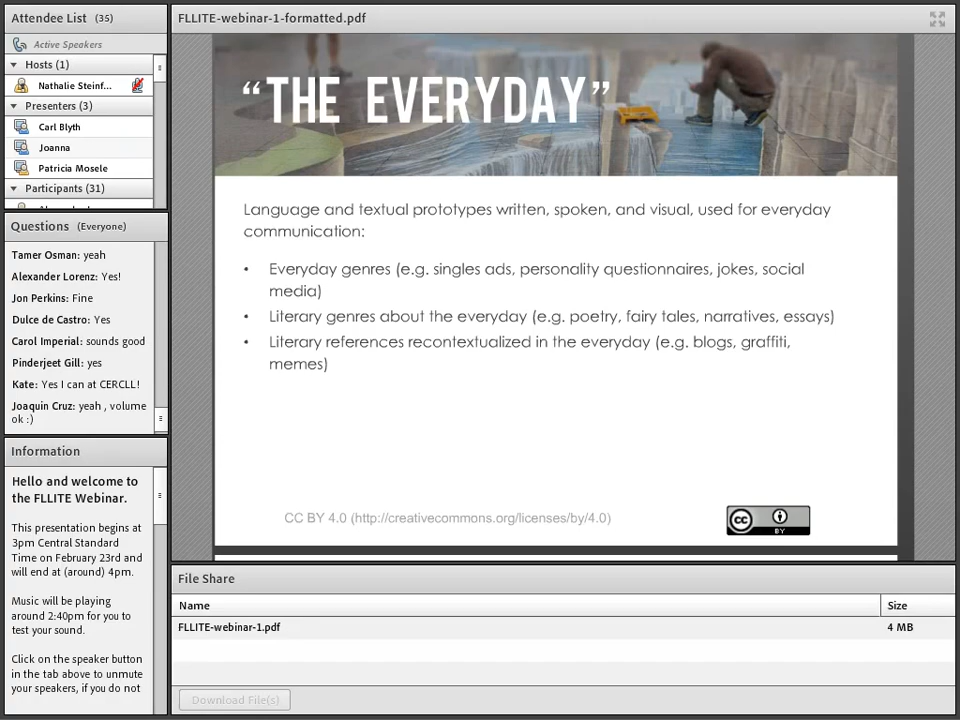 Attendee List (35)
Active Speakers
Hosts (1)
Nathalie Steinf...
Presenters (3)
Carl Blyth
Joanna
Patricia Mosele
Participants (31)
Questions (Everyone)
Tamer Osman: yeah
Alexander Lorenz: Yes!
Jon Perkins: Fine
Dulce de Castro: Yes
Carol Imperial: sounds good
Pinderjeet Gill: yes
Kate: Yes I can at CERCLL!
Joaquin Cruz: yeah , volume
ok :)
Information
Hello and welcome to
the FLLITE Webinar.
This presentation begins at
3pm Central Standard
Time on February 23rd and
will end at (around) 4pm.
Music will be playing
around 2:40pm for you to
test your sound.
Click on the speaker button
in the tab above to unmute
your speakers, if you do not
FLLITE-webinar-1-formatted.pdf
“THE EVERYDAY”
Language and textual prototypes written, spoken, and visual, used for everyday
communication:
• Everyday genres (e.g. singles ads, personality questionnaires, jokes, social
media)
• Literary genres about the everyday (e.g. poetry, fairy tales, narratives, essays)
• Literary references recontextualized in the everyday (e.g. blogs, graffiti,
memes)
CC BY 4.0 (http://creativecommons.org/licenses/by/4.0)
cc
BY
File Share
Name Size
FLLITE-webinar-1.pdf 4 MB
Download File(s)